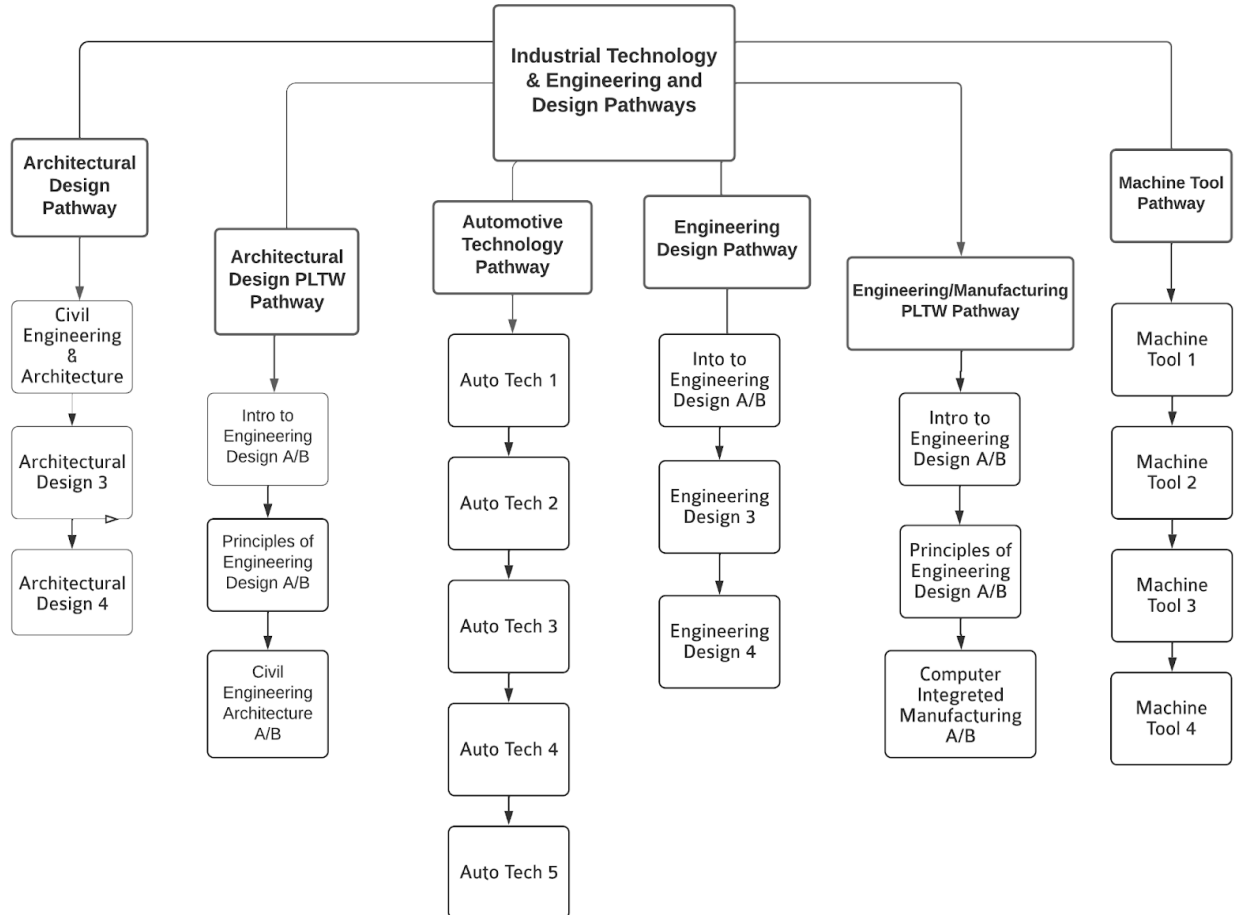 Industrial Technology
& Engineering and
Design Pathways
Architectural
Design
Pathway
Civil
Engineering
&
Architecture
Architectural
Design 3
Architectural
Design 4
Architectural
Design PLTW
Pathway
Intro to
Engineering
Design A/B
Principles of
Engineering
Design A/B
Civil
Engineering
Architecture
A/B
Automotive
Technology
Pathway
Auto Tech 1
Auto Tech 2
Auto Tech 3
Auto Tech 4
Auto Tech 5
Engineering
Design Pathway
Into to
Engineering
Design A/B
Engineering
Design 3
Engineering
Design 4
Engineering/Manufacturing
PLTW Pathway
Intro to
Engineering
Design A/B
Principles of
Engineering
Design A/B
Computer
Integreted
Manufacturing
A/B
Machine Tool
Pathway
Machine
Tool 1
Machine
Tool 2
Machine
Tool 3
Machine
Tool 4